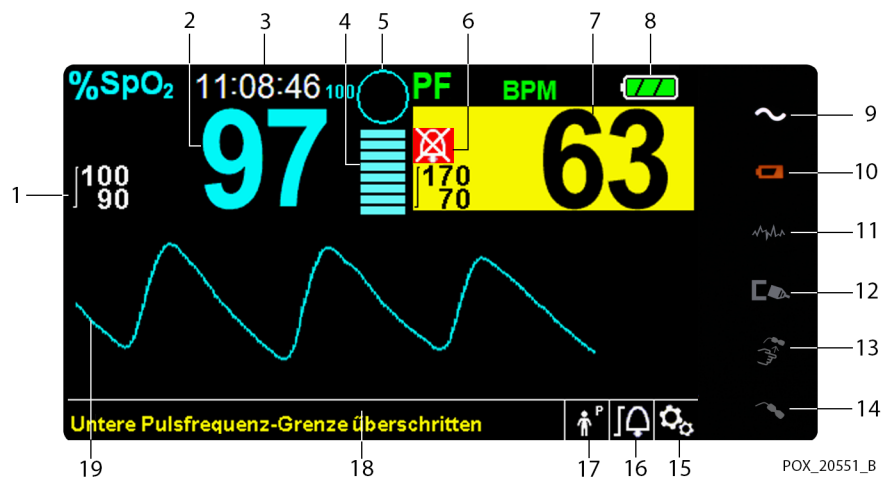 2 3 4 5 6 7 8
%SpO₂ 11:08:46 100 PF BPM
97 63
1 100 170
90 70
9
10
11
12
13
14
Untere Pulsfrequenz-Grenze überschritten P
19 18 17 16 15 POX_20551_B